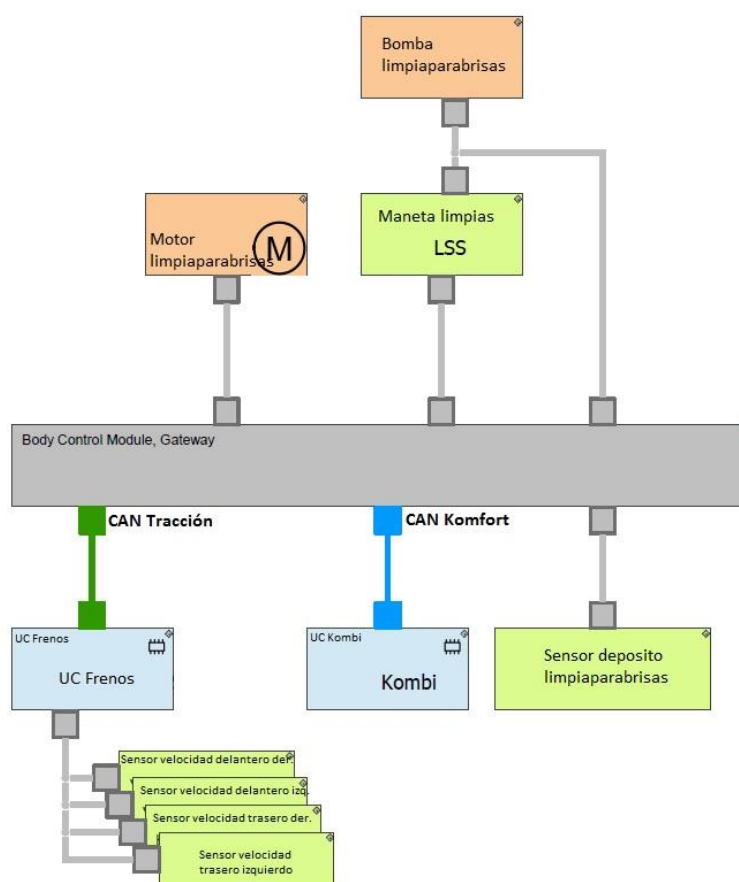 Bomba
limpiaparabrisas
Maneta limpias
LSS
Motor
limpiaparabrisas
M
Body Control Module, Gateway
CAN Tracción
CAN Komfort
UC Frenos
UC Frenos
UC Kombi
Kombi
Sensor deposito
limpiaparabrisas
Sensor velocidad delantero der.
Sensor velocidad delantero izq.
Sensor velocidad trasero der.
Sensor velocidad
trasero izquierdo